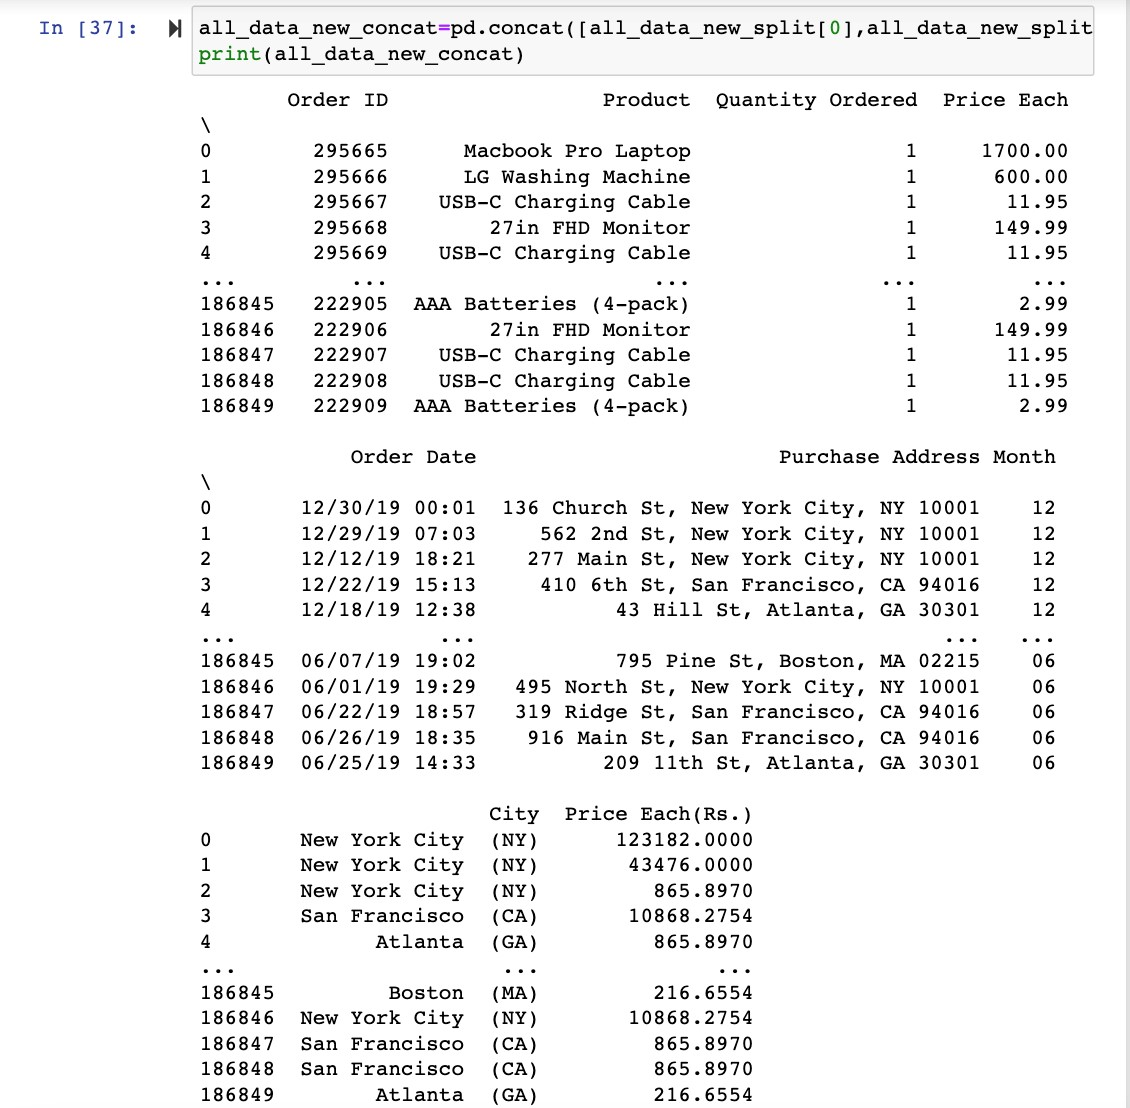 In [37]: all_data_new_concat=pd.concat([all_data_new_split[0],all_data_new_split
print(all_data_new_concat)
Order ID Product Quantity Ordered Price Each
\
0 295665 Macbook Pro Laptop 1 1700.00
1 295666 LG Washing Machine 1 600.00
2 295667 USB-C Charging Cable 1 11.95
3 295668 27in FHD Monitor 1 149.99
4 295669 USB-C Charging Cable 1 11.95
... ... ... ... ...
186845 222905 AAA Batteries (4-pack) 1 2.99
186846 222906 27in FHD Monitor 1 149.99
186847 222907 USB-C Charging Cable 1 11.95
186848 222908 USB-C Charging Cable 1 11.95
186849 222909 AAA Batteries (4-pack) 1 2.99
Order Date Purchase Address Month
\
0 12/30/19 00:01 136 Church St, New York City, NY 10001 12
1 12/29/19 07:03 562 2nd St, New York City, NY 10001 12
2 12/12/19 18:21 277 Main St, New York City, NY 10001 12
3 12/22/19 15:13 410 6th St, San Francisco, CA 94016 12
4 12/18/19 12:38 43 Hill St, Atlanta, GA 30301 12
... ... ... ...
186845 06/07/19 19:02 795 Pine St, Boston, MA 02215 06
186846 06/01/19 19:29 495 North St, New York City, NY 10001 06
186847 06/22/19 18:57 319 Ridge St, San Francisco, CA 94016 06
186848 06/26/19 18:35 916 Main St, San Francisco, CA 94016 06
186849 06/25/19 14:33 209 11th St, Atlanta, GA 30301 06
City Price Each(Rs.)
0 New York City (NY) 123182.0000
1 New York City (NY) 43476.0000
2 New York City (NY) 865.8970
3 San Francisco (CA) 10868.2754
4 Atlanta (GA) 865.8970
... ... ...
186845 Boston (MA) 216.6554
186846 New York City (NY) 10868.2754
186847 San Francisco (CA) 865.8970
186848 San Francisco (CA) 865.8970
186849 Atlanta (GA) 216.6554